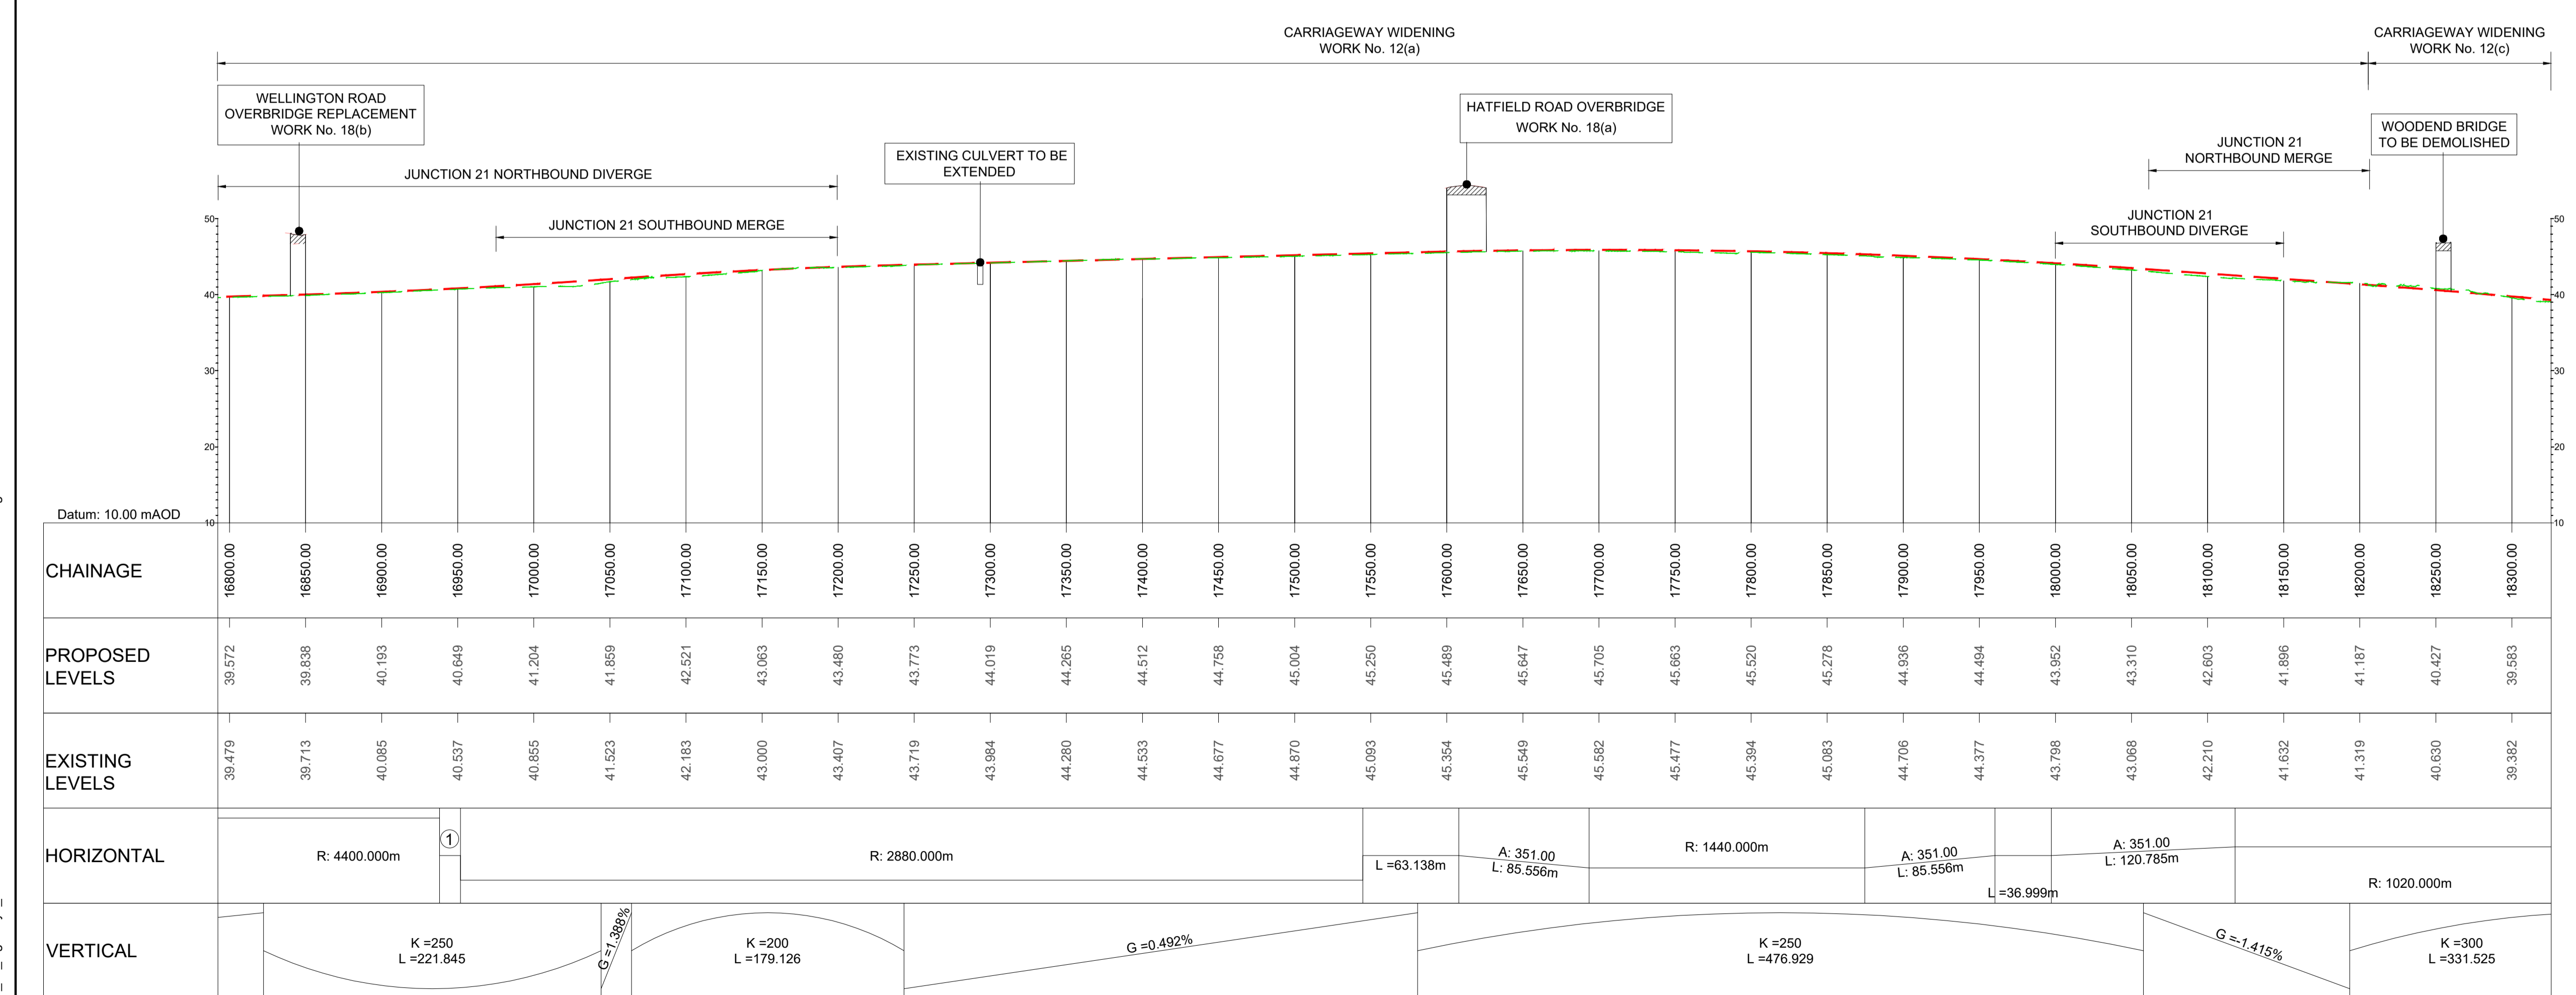 CARRIAGEWAY WIDENING
WORK No. 12(a)
CARRIAGEWAY WIDENING
WORK No. 12(c)
WELLINGTON ROAD
OVERBRIDGE REPLACEMENT
WORK No. 18(b)
HATFIELD ROAD OVERBRIDGE
WORK No. 18(a)
WOODEND BRIDGE
TO BE DEMOLISHED
EXISTING CULVERT TO BE
EXTENDED
JUNCTION 21
NORTHBOUND MERGE
JUNCTION 21 NORTHBOUND DIVERGE
JUNCTION 21 SOUTHBOUND MERGE
JUNCTION 21
SOUTHBOUND DIVERGE
50 50
40 40
30 30
20 20
10 10
Datum: 10.00 mAOD
CHAINAGE
16800.00 16850.00 16900.00 16950.00 17000.00 17050.00 17100.00 17150.00 17200.00 17250.00 17300.00 17350.00 17400.00 17450.00 17500.00 17550.00 17600.00 17650.00 17700.00 17750.00 17800.00 17850.00 17900.00 17950.00 18000.00 18050.00 18100.00 18150.00 18200.00 18250.00 18300.00
PROPOSED
LEVELS
39.572 39.838 40.193 40.649 41.204 41.859 42.521 43.063 43.480 43.773 44.019 44.265 44.512 44.758 45.004 45.250 45.489 45.647 45.705 45.663 45.520 45.278 44.936 44.494 43.952 43.310 42.603 41.896 41.187 40.427 39.583
EXISTING
LEVELS
39.479 39.713 40.085 40.537 40.855 41.523 42.183 43.000 43.407 43.719 43.984 44.280 44.533 44.677 44.870 45.093 45.354 45.549 45.582 45.477 45.394 45.083 44.706 44.377 43.798 43.068 42.210 41.632 41.319 40.630 39.382
HORIZONTAL
R: 4400.000m
1
R: 2880.000m
L =63.138m
A: 351.00
L: 85.556m
R: 1440.000m
A: 351.00
L: 85.556m
L =36.999m
A: 351.00
L: 120.785m
R: 1020.000m
VERTICAL
K =250
L =221.845
G =1.388%
K =200
L =179.126
G =0.492%
K =250
L =476.929
G =-1.415%
K =300
L =331.525